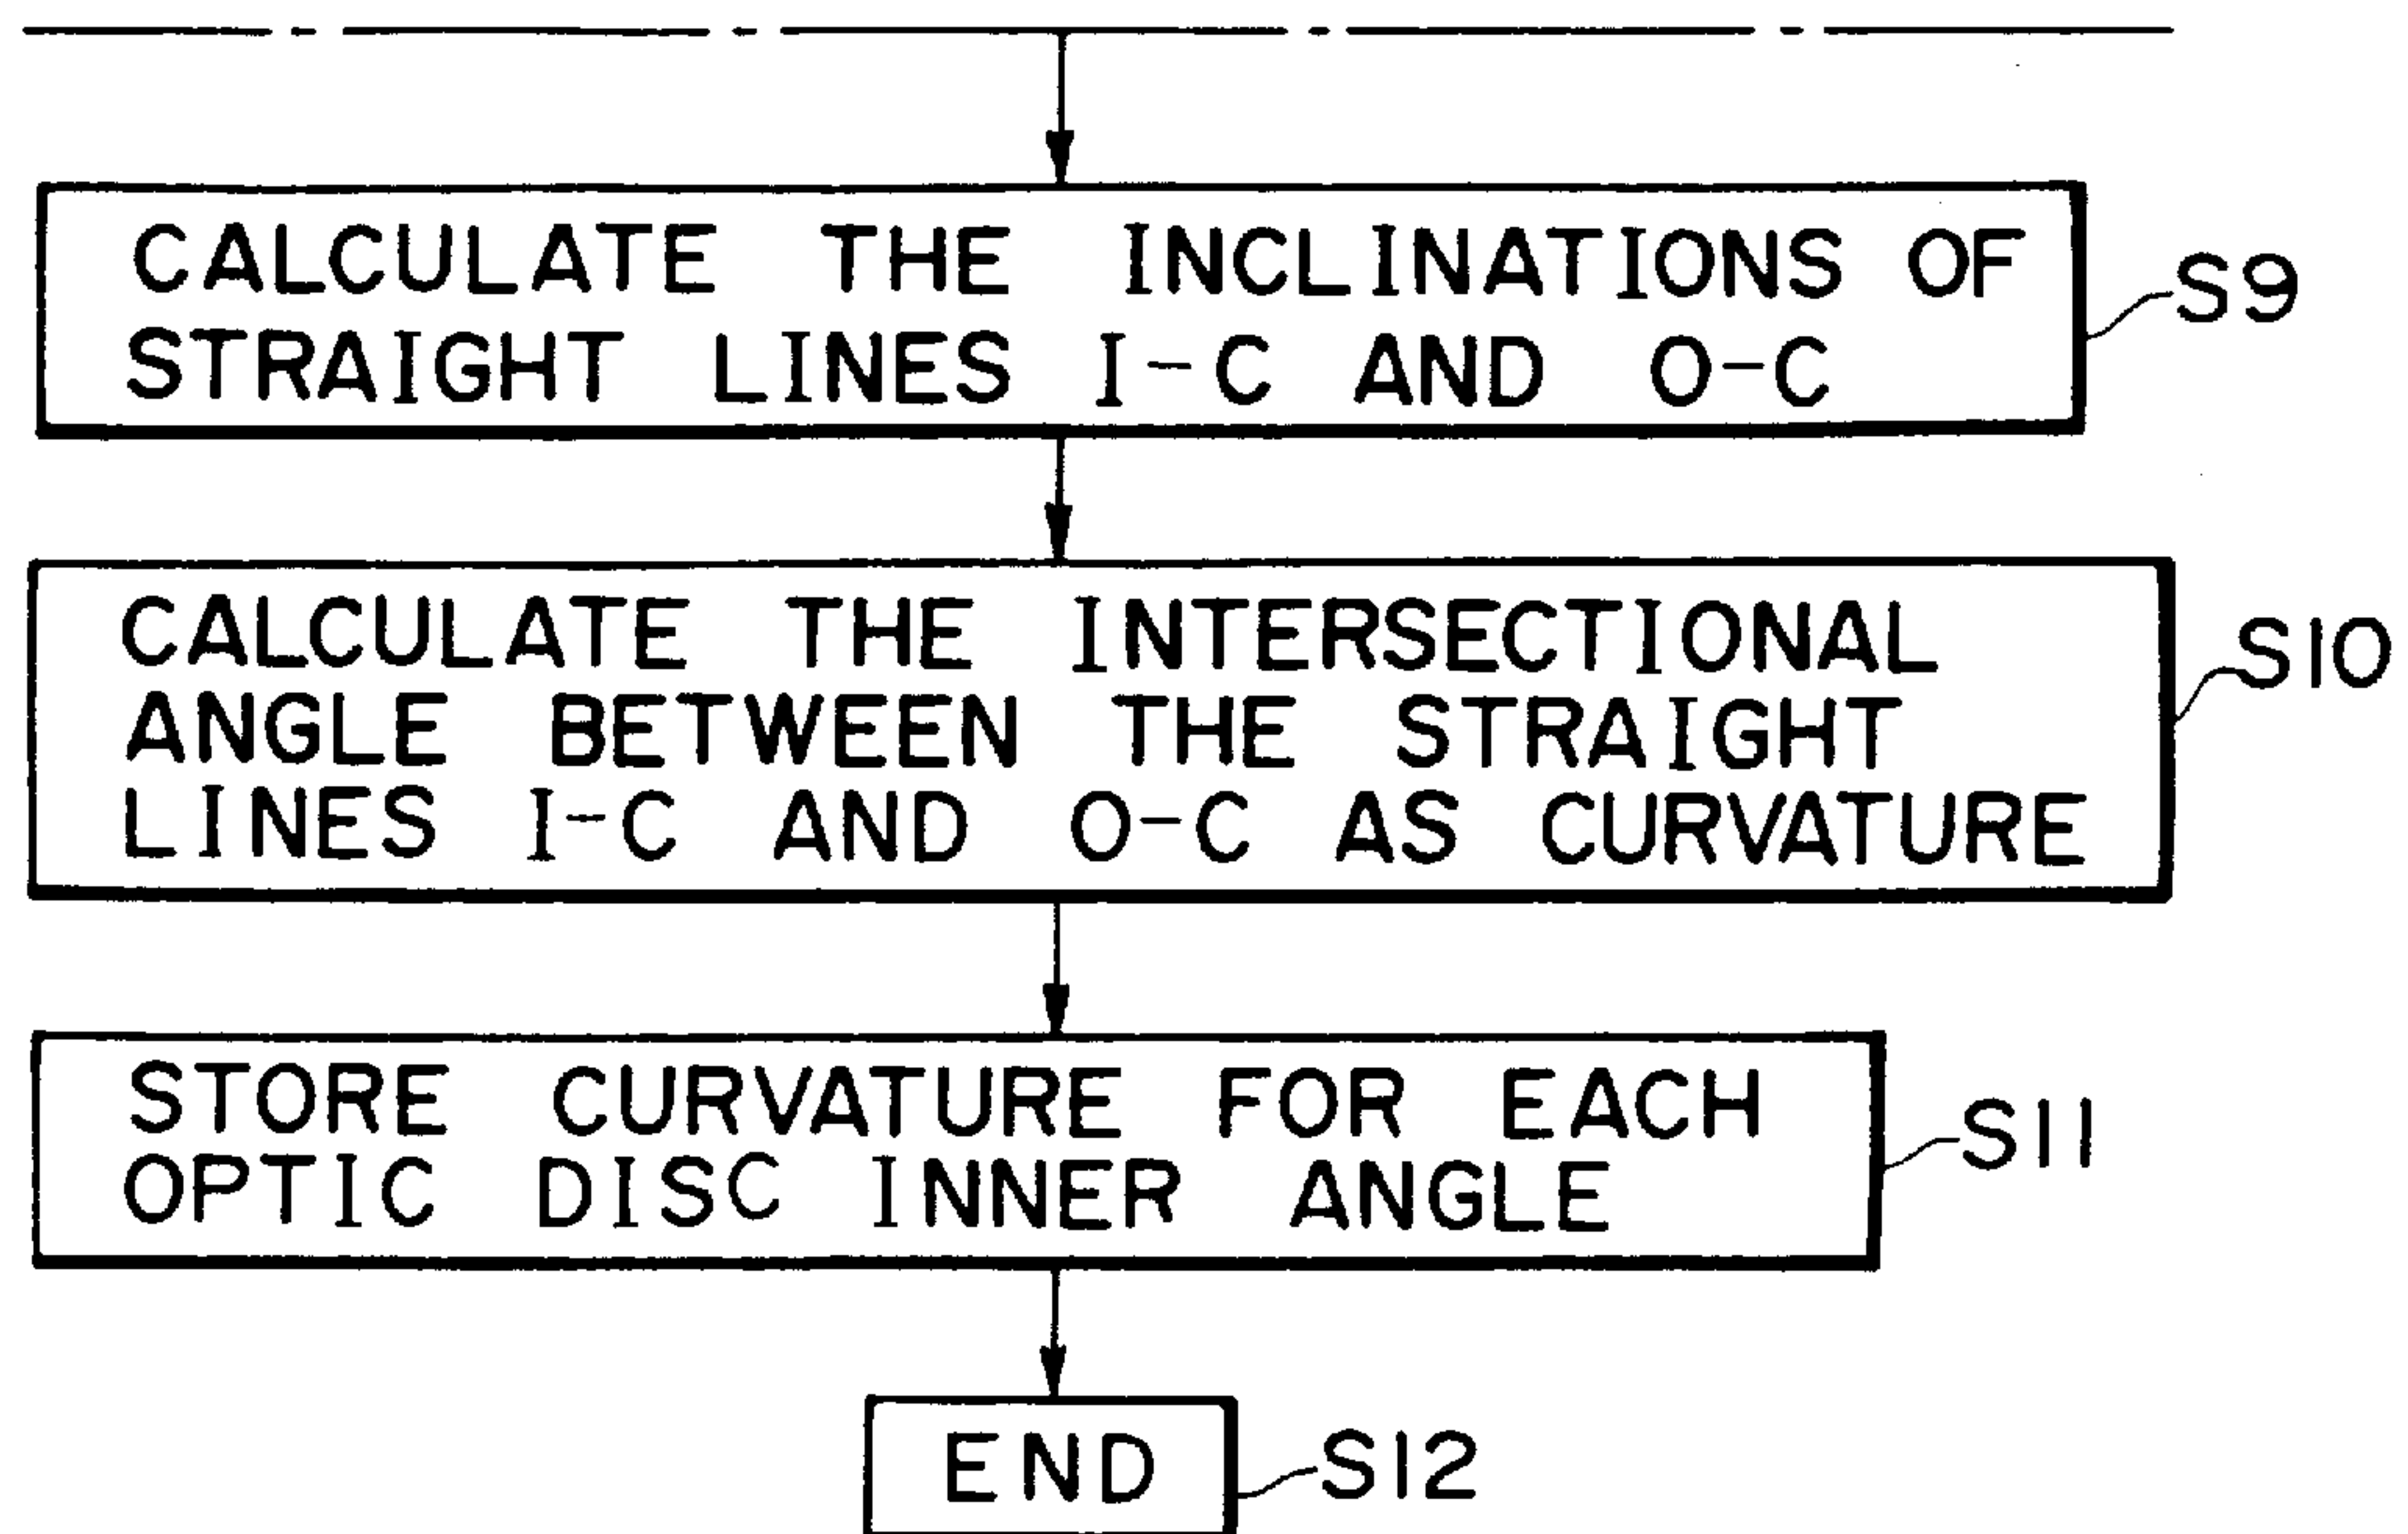 CALCULATE THE INCLINATIONS OF
STRAIGHT LINES I-C AND O-C
S9
CALCULATE THE INTERSECTIONAL
ANGLE BETWEEN THE STRAIGHT
LINES I-C AND O-C AS CURVATURE
S10
STORE CURVATURE FOR EACH
OPTIC DISC INNER ANGLE
S11
END
S12